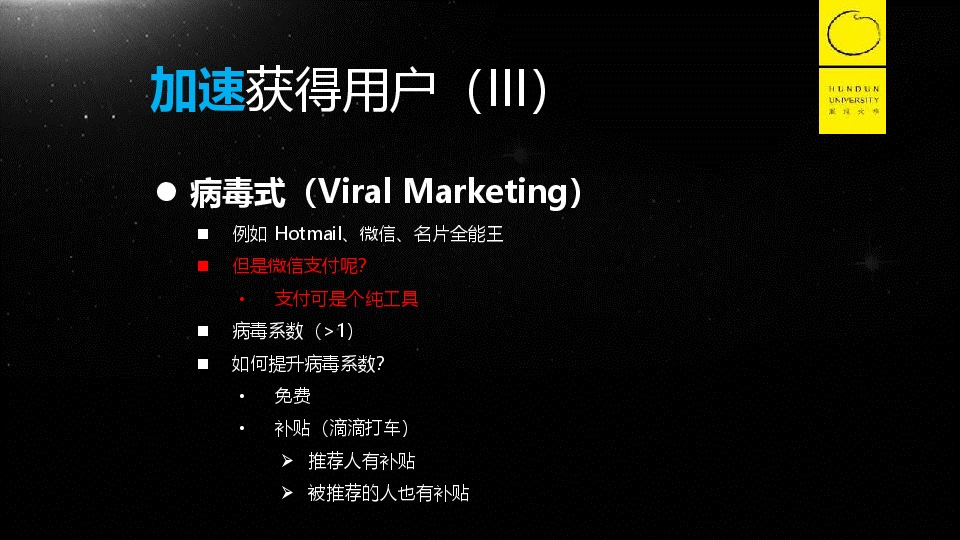 加速获得用户（III）
HUNDUN
UNIVERSITY
混沌大学
病毒式（Viral Marketing）
例如 Hotmail、微信、名片全能王
但是微信支付呢？
支付可是个纯工具
病毒系数（>1）
如何提升病毒系数？
免费
补贴（滴滴打车）
推荐人有补贴
被推荐的人也有补贴